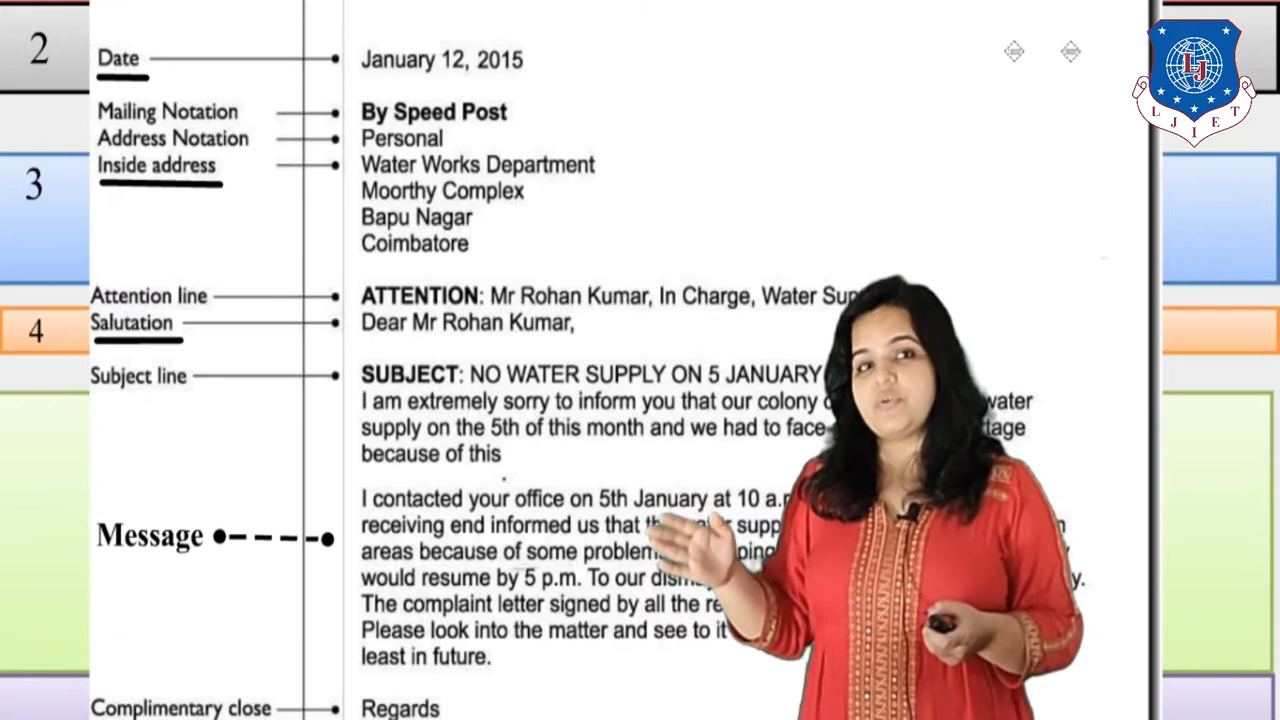 2
Date
January 12, 2015
Mailing Notation
By Speed Post
Address Notation
Personal
Inside address
Water Works Department
3
Moorthy Complex
Bapu Nagar
Coimbatore
Attention line
ATTENTION: Mr Rohan Kumar, In Charge, Water
4
Salutation
Dear Mr Rohan Kumar,
Subject line
SUBJECT: NO WATER SUPPLY ON 5 JANUARY
I am extremely sorry to inform you that our colony water
supply on the 5th of this month and we had to face
because of this
I contacted your office on 5th January at 10
receiving end informed us that
Message
areas because of some
would resume by 5 p.m. To our
The complaint letter signed by all the
Please look into the matter and see to it
least in future.
Complimentary close
Regards
LJ
LJIET